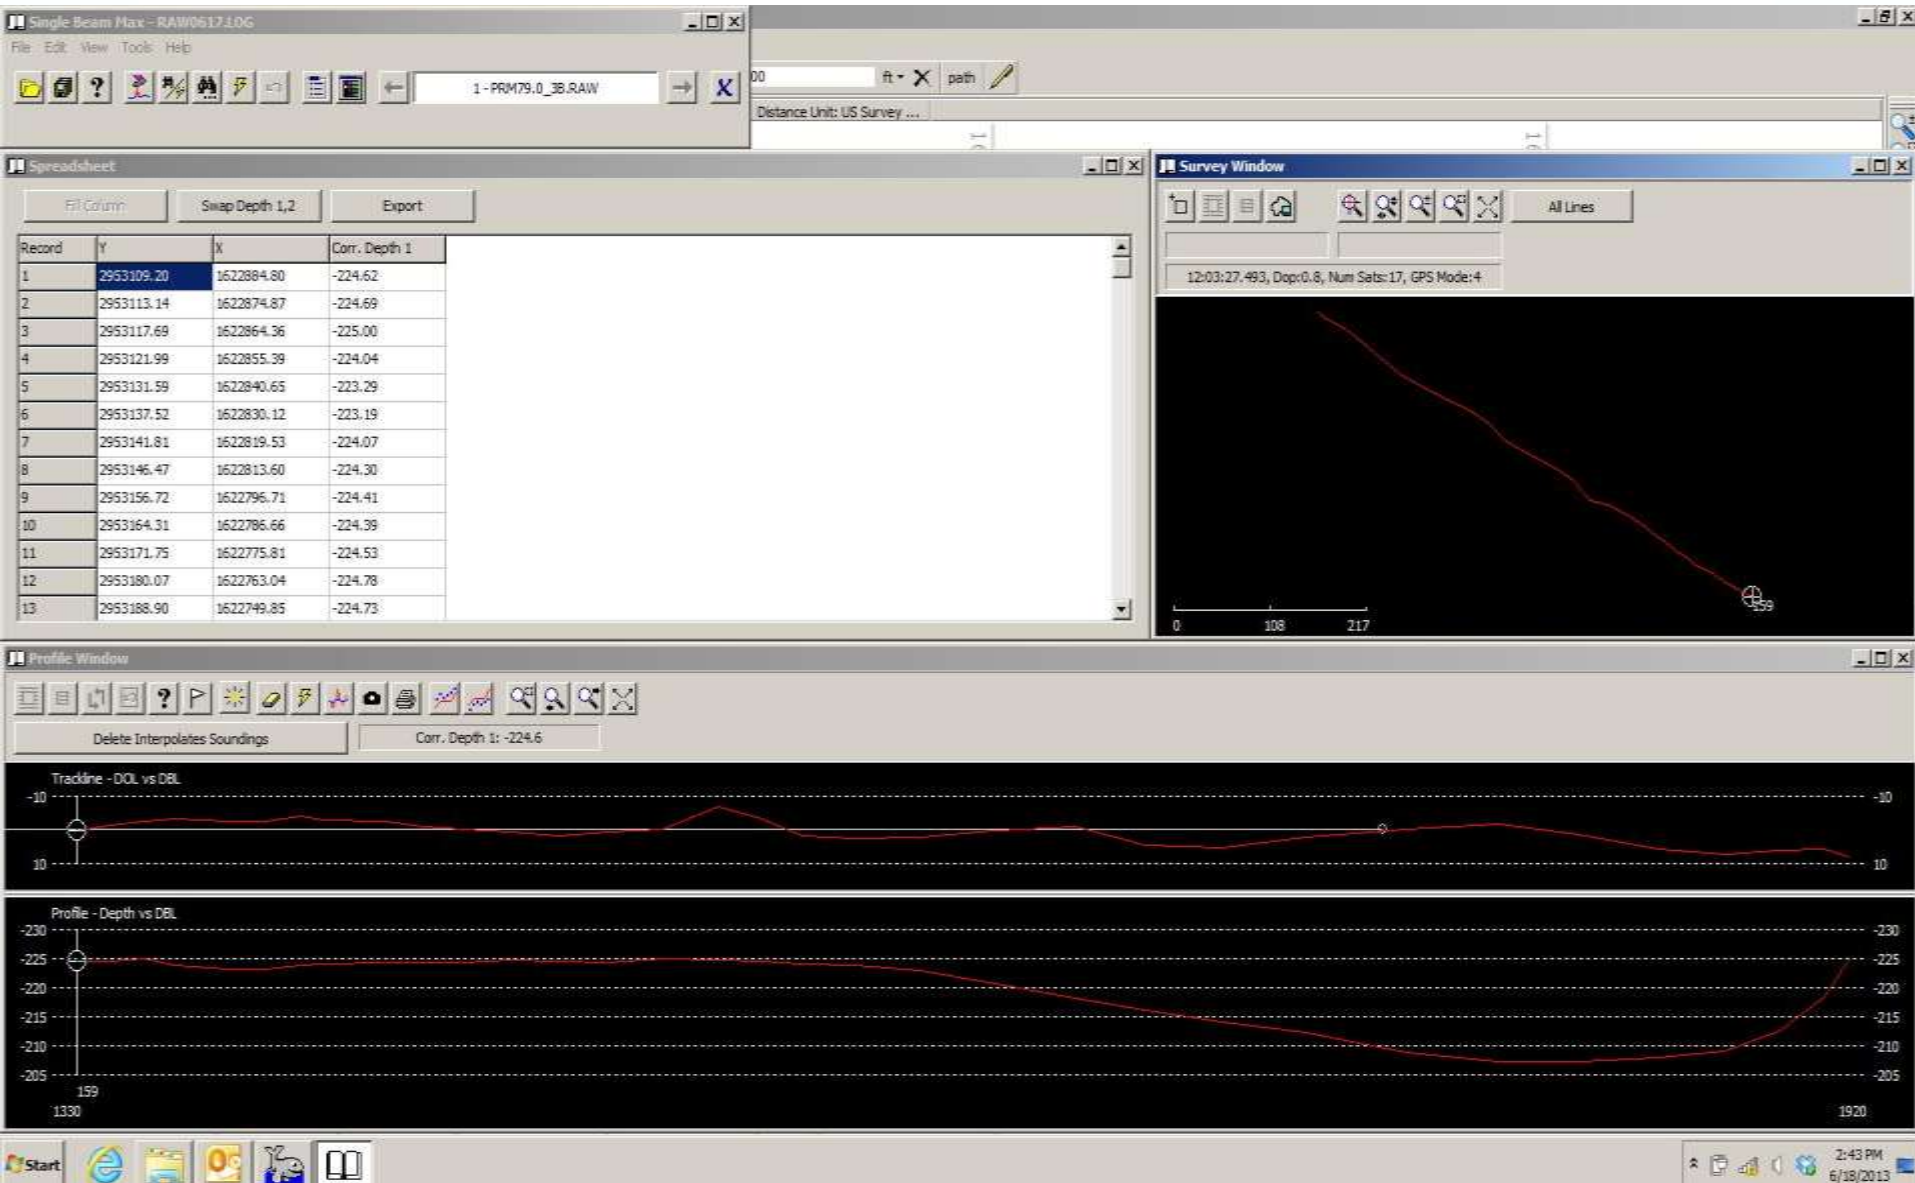 Single Beam Max - RAW0617.LOG
File Edit View Tools Help
1 - PRM79.0_3B.RAW
00 ft path
Distance Unit: US Survey ...
Spreadsheet
Fill Column Swap Depth 1,2 Export
Record Y X Corr. Depth 1
1 2953109.20 1622884.80 -224.62
2 2953113.14 1622874.87 -224.69
3 2953117.69 1622864.36 -225.00
4 2953121.99 1622855.39 -224.04
5 2953131.59 1622840.65 -223.29
6 2953137.52 1622830.12 -223.19
7 2953141.81 1622819.53 -224.07
8 2953146.47 1622813.60 -224.30
9 2953156.72 1622796.71 -224.41
10 2953164.31 1622786.66 -224.39
11 2953171.75 1622775.81 -224.53
12 2953180.07 1622763.04 -224.78
13 2953188.90 1622749.85 -224.73
Survey Window
All Lines
12:03:27.493, Dop:0.8, Num Sats:17, GPS Mode:4
159
0 108 217
Profile Window
Delete Interpolates Soundings Corr. Depth 1: -224.6
Trackline - DOL vs DBL
-10 -10
10 10
Profile - Depth vs DBL
-230 -230
-225 -225
-220 -220
-215 -215
-210 -210
-205 -205
159
1330 1920
Start
2:43 PM
6/18/2013